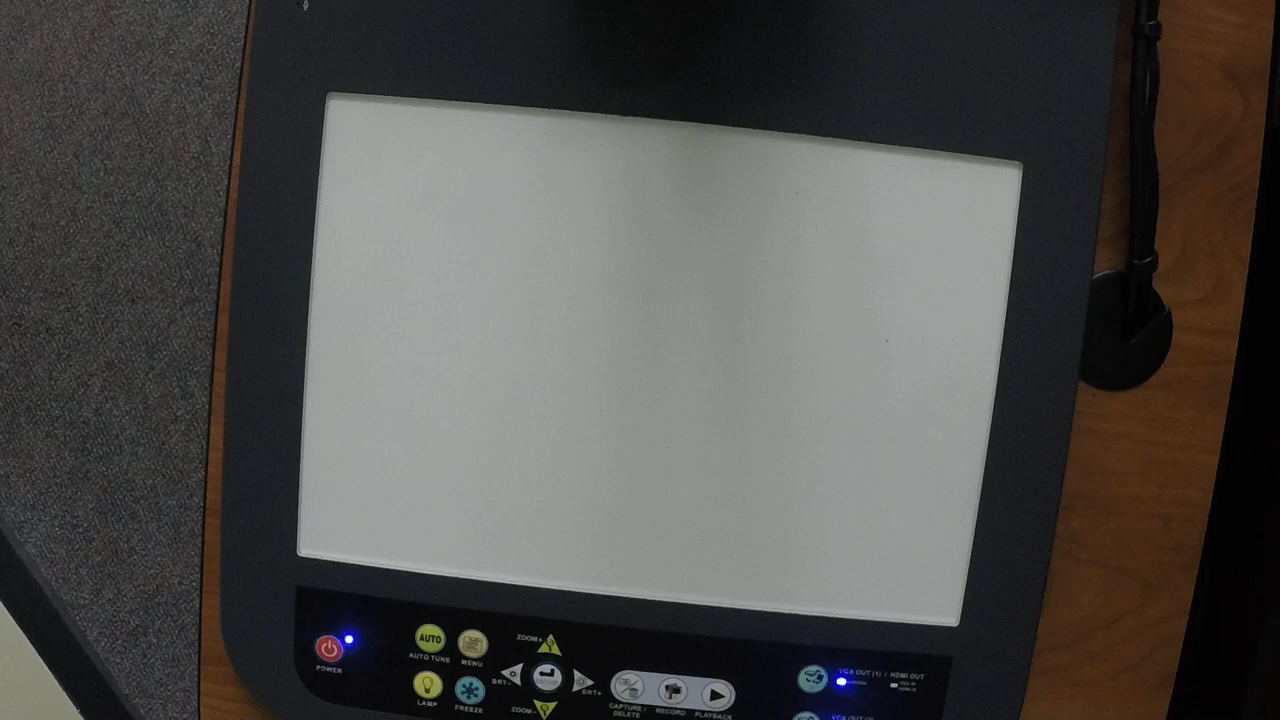 POWER
AUTO
AUTO TUNE
MENU
LAMP
FREEZE
ZOOM+
BRT-
BRT+
ZOOM-
CAPTURE /
DELETE
RECORD
PLAYBACK
VGA OUT (1) / HDMI OUT